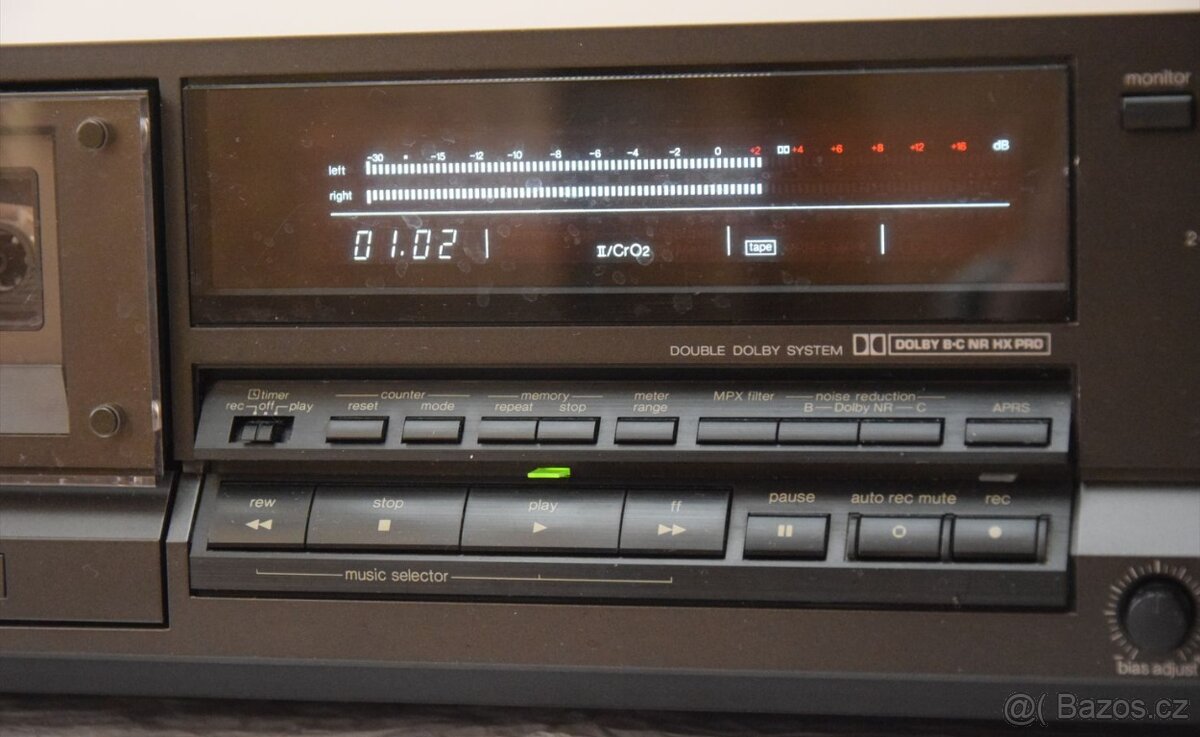 monitor
-30 • -15 -12 -10 -8 -6 -4 -2 0 +2 +4 +6 +8 +12 +16 dB
left
right
2
01.02 II/CrO2 tape
DOUBLE DOLBY SYSTEM DOLBY B·C NR HX PRO
timer counter memory meter MPX filter noise reduction
rec off play reset mode repeat stop range B Dolby NR C APRS
rew stop play ff pause auto rec mute rec
music selector
bias adjust
@( Bazos.cz